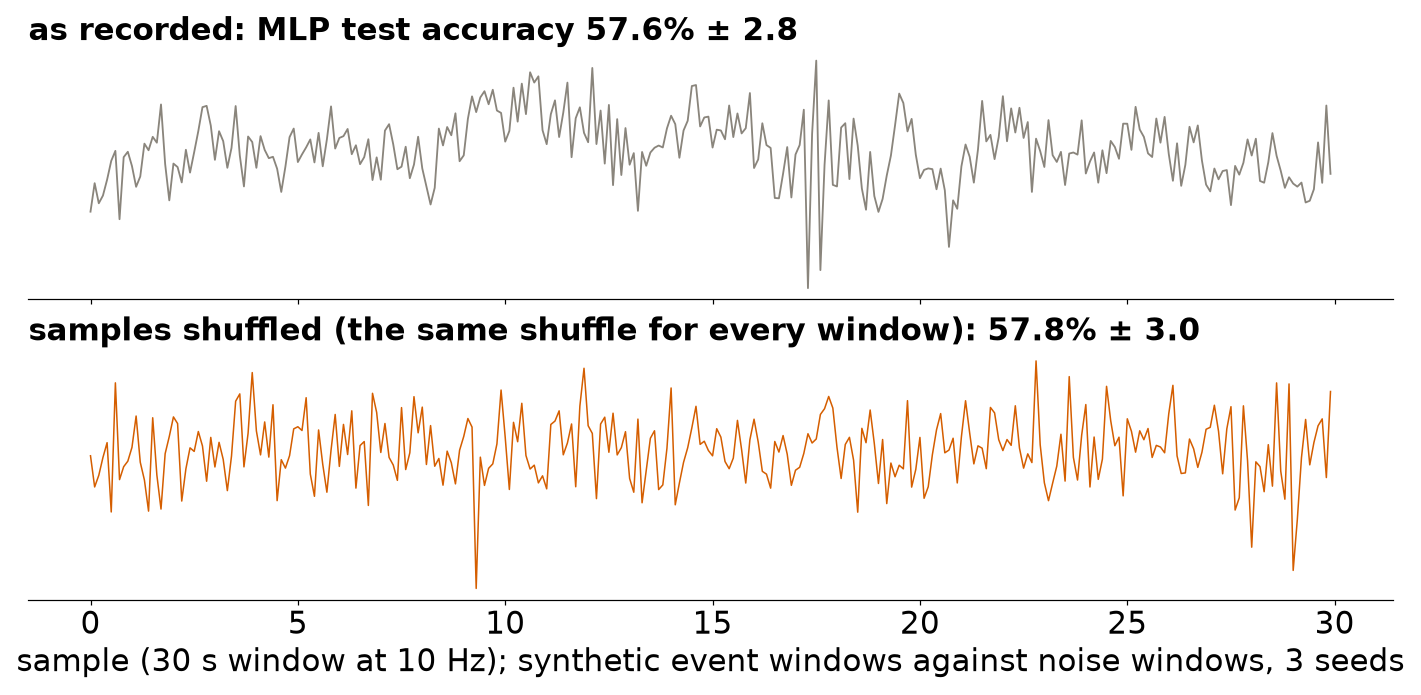 as recorded: MLP test accuracy 57.6% ± 2.8
samples shuffled (the same shuffle for every window): 57.8% ± 3.0
0 5 10 15 20 25 30
sample (30 s window at 10 Hz); synthetic event windows against noise windows, 3 seeds